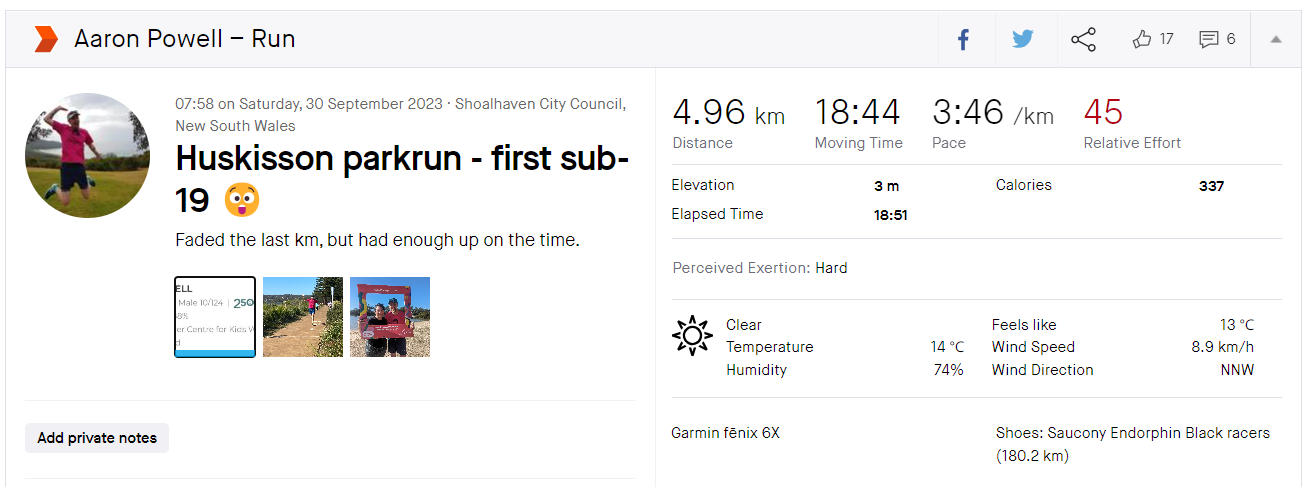 Aaron Powell – Run
17
6
07:58 on Saturday, 30 September 2023 · Shoalhaven City Council,
New South Wales
Huskisson parkrun - first sub-
19 😲
Faded the last km, but had enough up on the time.
ELL
Male 10/124 | 250
8%
er Centre for Kids
d
Add private notes
4.96 km
Distance
18:44
Moving Time
3:46 /km
Pace
45
Relative Effort
Elevation 3 m
Calories 337
Elapsed Time 18:51
Perceived Exertion: Hard
Clear
Feels like 13 °C
Temperature 14 °C
Wind Speed 8.9 km/h
Humidity 74%
Wind Direction NNW
Garmin fēnix 6X
Shoes: Saucony Endorphin Black racers
(180.2 km)